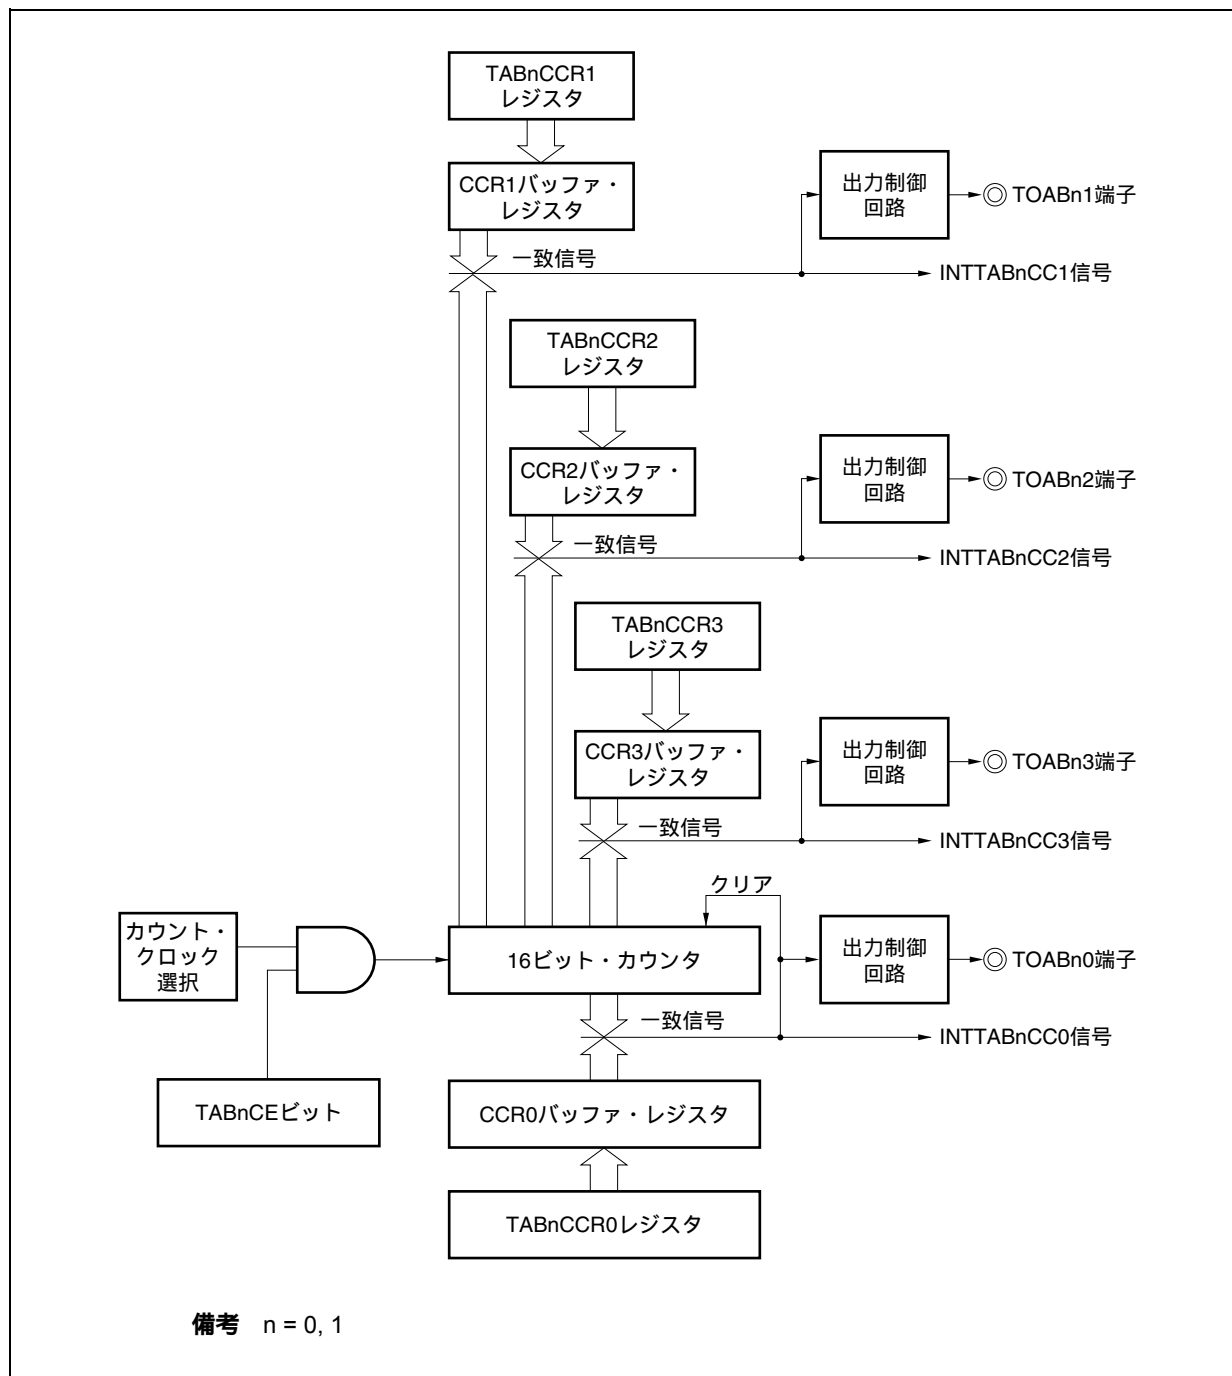 TABnCCR1
レジスタ
CCR1バッファ・
レジスタ
出力制御
回路
TOABn1端子
一致信号
INTTABnCC1信号
TABnCCR2
レジスタ
CCR2バッファ・
レジスタ
出力制御
回路
TOABn2端子
一致信号
INTTABnCC2信号
TABnCCR3
レジスタ
CCR3バッファ・
レジスタ
出力制御
回路
TOABn3端子
一致信号
INTTABnCC3信号
クリア
カウント・
クロック
選択
16ビット・カウンタ
出力制御
回路
TOABn0端子
一致信号
INTTABnCC0信号
TABnCEビット
CCR0バッファ・レジスタ
TABnCCR0レジスタ
備考 n = 0, 1